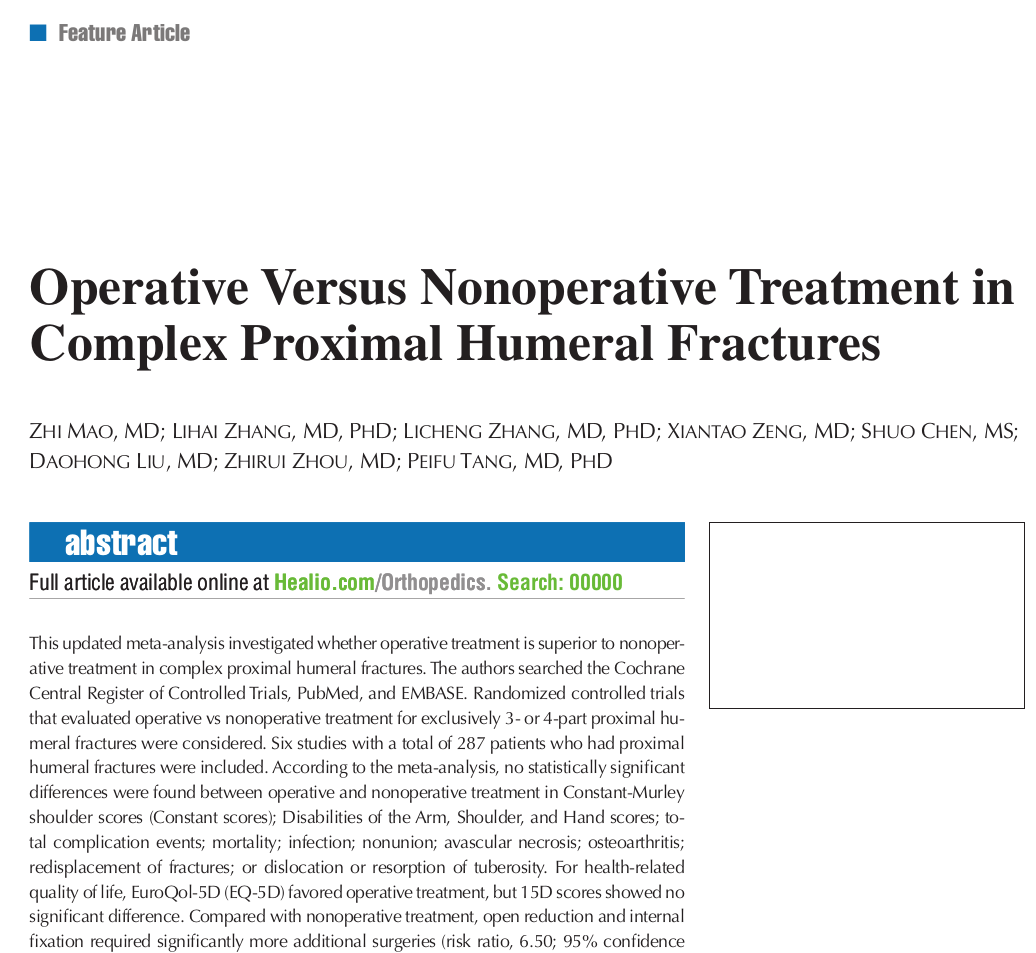 Feature Article
Operative Versus Nonoperative Treatment in
Complex Proximal Humeral Fractures
Zhi Mao, MD; Lihai Zhang, MD, PhD; Licheng Zhang, MD, PhD; Xiantao Zeng, MD; Shuo Chen, MS;
Daohong Liu, MD; Zhirui Zhou, MD; Peifu Tang, MD, PhD
abstract
Full article available online at Healio.com/Orthopedics. Search: 00000
This updated meta-analysis investigated whether operative treatment is superior to nonoper-
ative treatment in complex proximal humeral fractures. The authors searched the Cochrane
Central Register of Controlled Trials, PubMed, and EMBASE. Randomized controlled trials
that evaluated operative vs nonoperative treatment for exclusively 3- or 4-part proximal hu-
meral fractures were considered. Six studies with a total of 287 patients who had proximal
humeral fractures were included. According to the meta-analysis, no statistically significant
differences were found between operative and nonoperative treatment in Constant-Murley
shoulder scores (Constant scores); Disabilities of the Arm, Shoulder, and Hand scores; to-
tal complication events; mortality; infection; nonunion; avascular necrosis; osteoarthritis;
redisplacement of fractures; or dislocation or resorption of tuberosity. For health-related
quality of life, EuroQol-5D (EQ-5D) favored operative treatment, but 15D scores showed no
significant difference. Compared with nonoperative treatment, open reduction and internal
fixation required significantly more additional surgeries (risk ratio, 6.50; 95% confidence